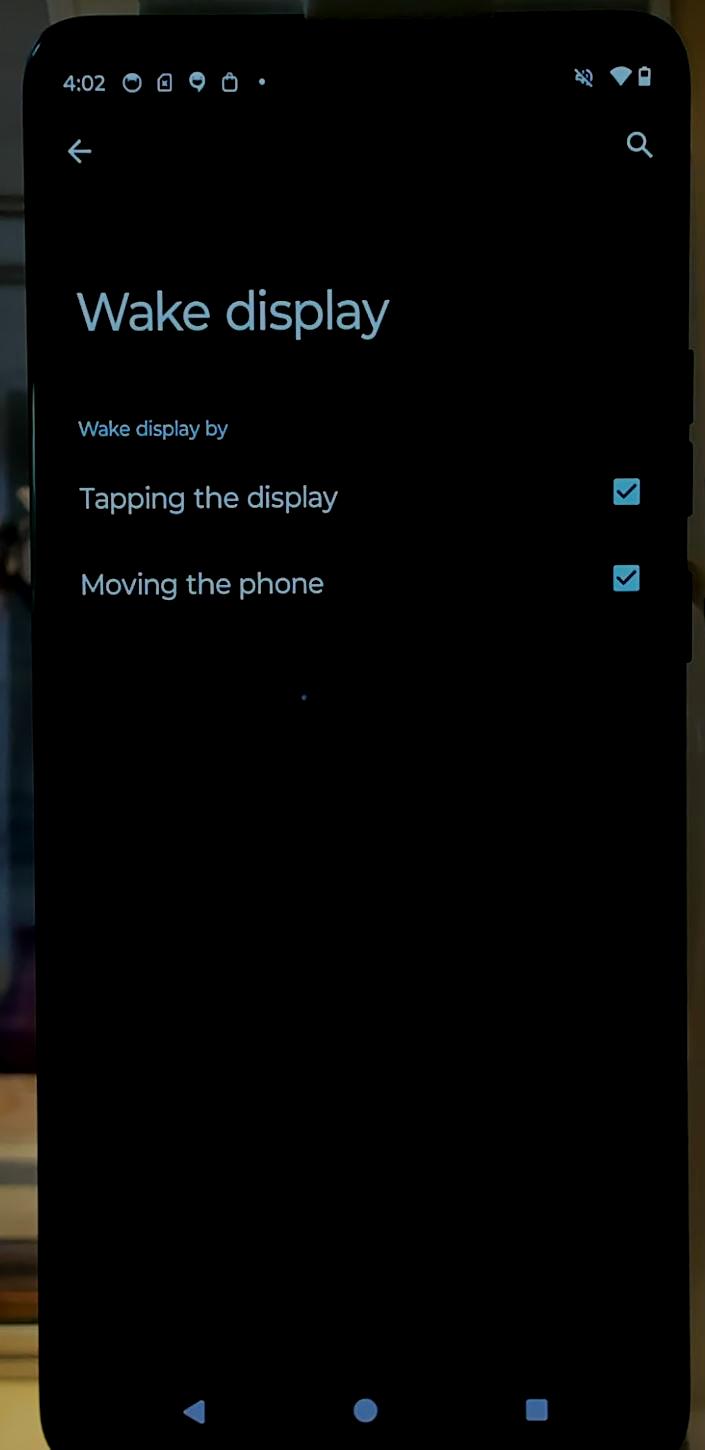 4:02
Wake display
Wake display by
Tapping the display
Moving the phone